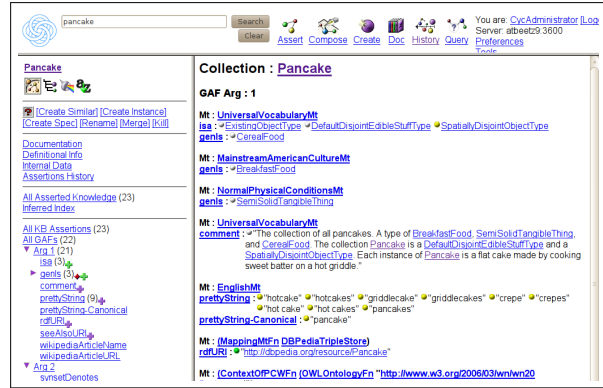 pancake
Search
Clear
Assert Compose Create Doc History Query
You are: CycAdministrator [Logo
Server: atbeetz9:3600
Preferences
Tools
Pancake
[Create Similar] [Create Instance]
[Create Spec] [Rename] [Merge] [Kill]
Documentation
Definitional Info
Internal Data
Assertions History
All Asserted Knowledge (23)
Inferred Index
All KB Assertions (23)
All GAFs (22)
Arg 1 (21)
isa (3)
genls (3)
comment
prettyString (9)
prettyString-Canonical
rdfURI
seeAlsoURI
wikipediaArticleName
wikipediaArticleURL
Arg 2
synsetDenotes
Collection : Pancake
GAF Arg : 1
Mt : UniversalVocabularyMt
isa : ExistingObjectType DefaultDisjointEdibleStuffType SpatiallyDisjointObjectType
genls : CerealFood
Mt : MainstreamAmericanCultureMt
genls : BreakfastFood
Mt : NormalPhysicalConditionsMt
genls : SemiSolidTangibleThing
Mt : UniversalVocabularyMt
comment : "The collection of all pancakes. A type of BreakfastFood, SemiSolidTangibleThing,
and CerealFood. The collection Pancake is a DefaultDisjointEdibleStuffType and a
SpatiallyDisjointObjectType. Each instance of Pancake is a flat cake made by cooking
sweet batter on a hot griddle."
Mt : EnglishMt
prettyString : "hotcake" "hotcakes" "griddlecake" "griddlecakes" "crepe" "crepes"
"hot cake" "hot cakes" "pancakes"
prettyString-Canonical : "pancake"
Mt : (MappingMtFn DBPediaTripleStore)
rdfURI : "http://dbpedia.org/resource/Pancake"
Mt : (ContextOfPCWFn (OWLOntologyFn "http://www.w3.org/2006/03/wn/wn20